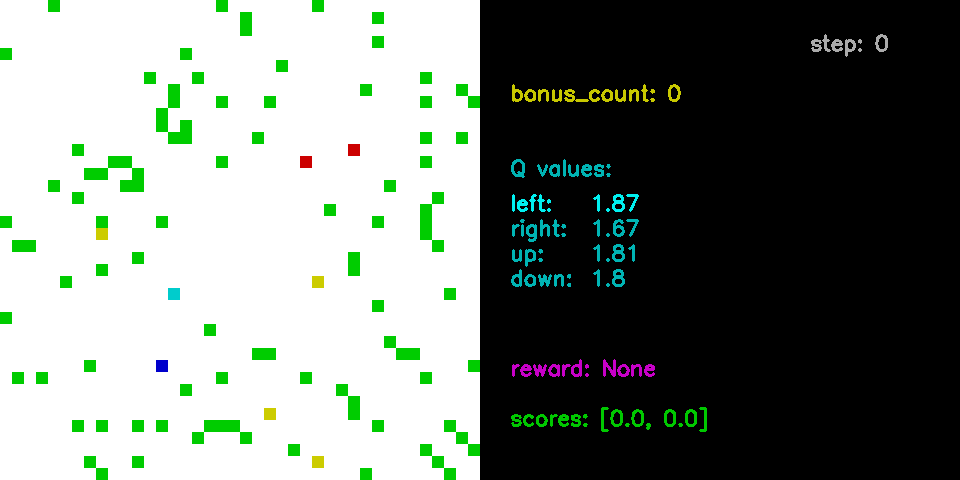 step: 0
bonus_count: 0
Q values:
left: 1.87
right: 1.67
up: 1.81
down: 1.8
reward: None
scores: [0.0, 0.0]